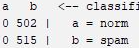 a b <-- classifi
0 502 | a = norm
0 515 | b = spam